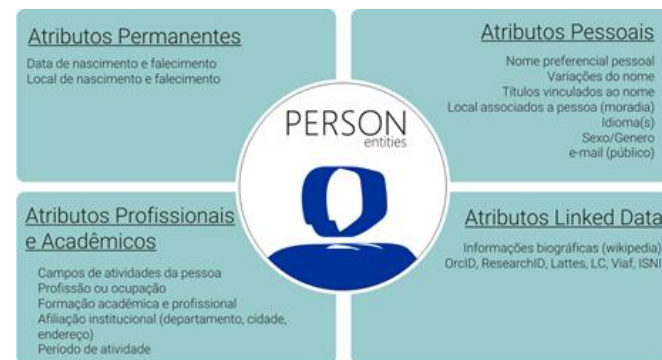 Atributos Permanentes
Data de nascimento e falecimento
Local de nascimento e falecimento
Atributos Pessoais
Nome preferencial pessoal
Variações do nome
Títulos vinculados ao nome
Local associados a pessoa (moradia)
Idioma(s)
Sexo/Genero
e-mail (público)
PERSON
entities
Atributos Profissionais
e Acadêmicos
Campos de atividades da pessoa
Profissão ou ocupação
Formação acadêmica e profissional
Afiliação institucional (departamento, cidade,
endereço)
Período de atividade
Atributos Linked Data
Informações biográficas (wikipedia)
OrcID, ResearchID, Lattes, LC, Viaf, ISNI